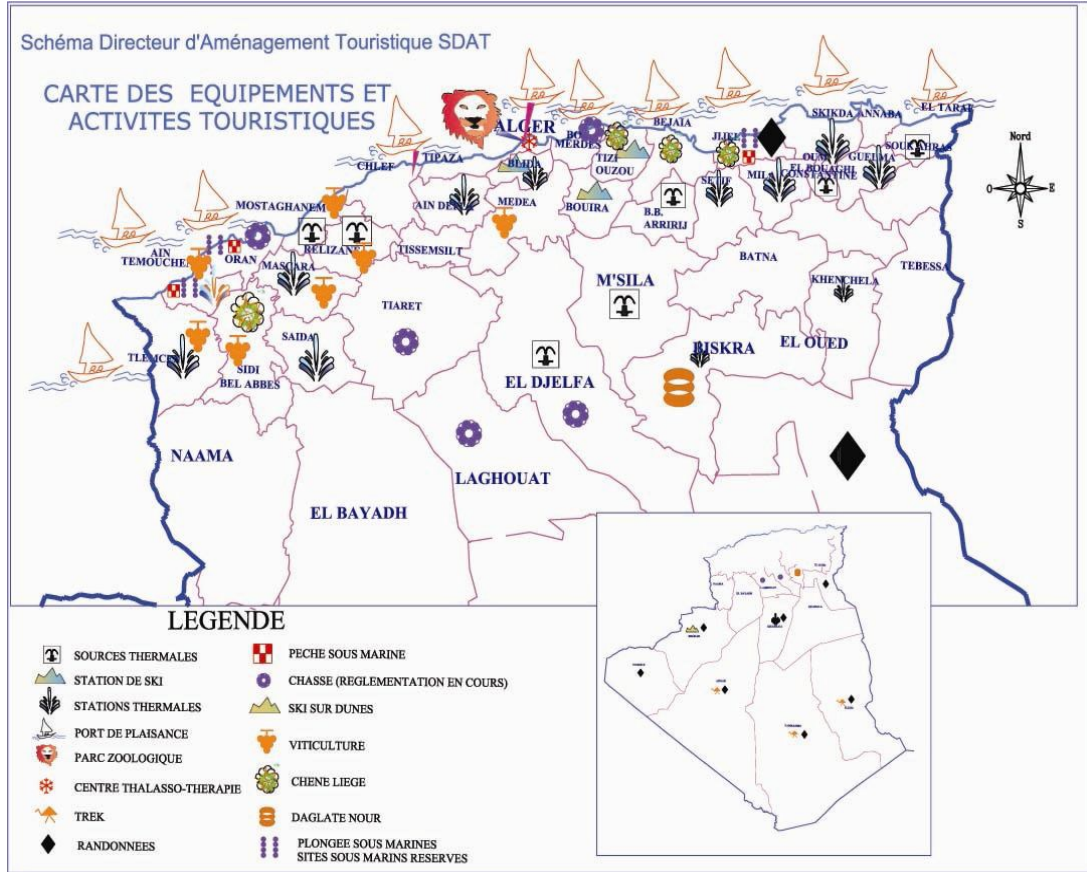 Schéma Directeur d'Aménagement Touristique SDAT
CARTE DES EQUIPEMENTS ET
ACTIVITES TOURISTIQUES
Nord
O
E
S
ALGER
BEJAIA
SKIKDA
ANNABA
EL TARAF
JIJEL
TIPAZA
CHLEF
BLIDA
MERDES
TIZI
OUZOU
SETIF
MILA
CONSTANTINE
OUM
EL BOUAGHI
GUELMA
SOUK AHRAS
MOSTAGHANEM
AIN DEFLA
MEDEA
BOUIRA
B.B.
ARRIRIJ
AIN
TEMOUCHENT
ORAN
MASCARA
RELIZANE
TISSEMSILT
BATNA
KHENCHELA
TEBESSA
M'SILA
TIARET
SAIDA
TLEMCEN
SIDI
BEL ABBES
EL DJELFA
BISKRA
EL OUED
NAAMA
EL BAYADH
LAGHOUAT
LEGENDE
SOURCES THERMALES
STATION DE SKI
STATIONS THERMALES
PORT DE PLAISANCE
PARC ZOOLOGIQUE
CENTRE THALASSO-THERAPIE
TREK
RANDONNEES
PECHE SOUS MARINE
CHASSE (REGLEMENTATION EN COURS)
SKI SUR DUNES
VITICULTURE
CHENE LIEGE
DAGLATE NOUR
PLONGEE SOUS MARINES
SITES SOUS MARINS RESERVES